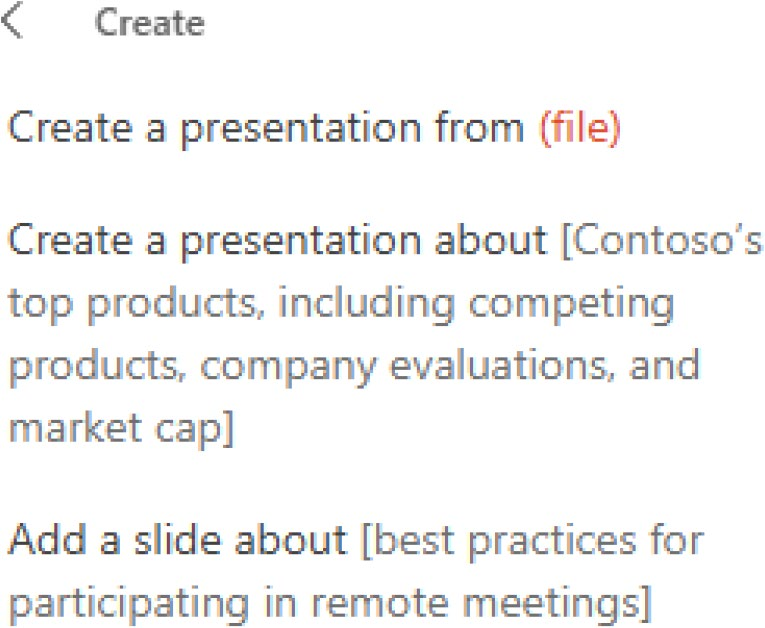 Create
Create a presentation from (file)
Create a presentation about [Contoso's
top products, including competing
products, company evaluations, and
market cap]
Add a slide about [best practices for
participating in remote meetings]